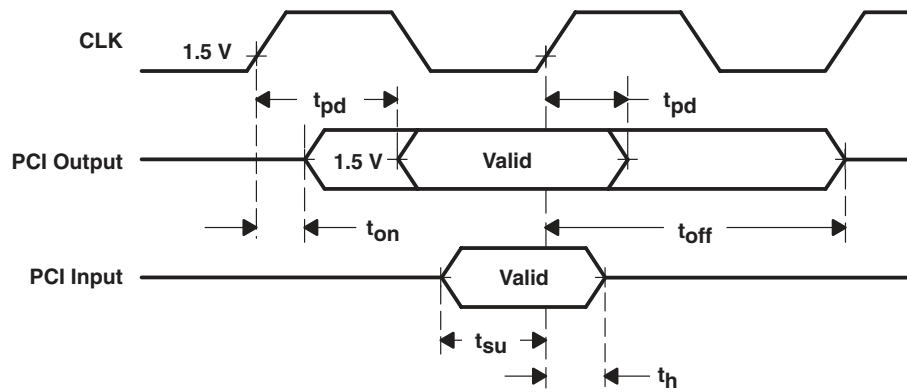 CLK
1.5 V
tpd
tpd
PCI Output
1.5 V
Valid
ton
toff
PCI Input
Valid
tsu
th